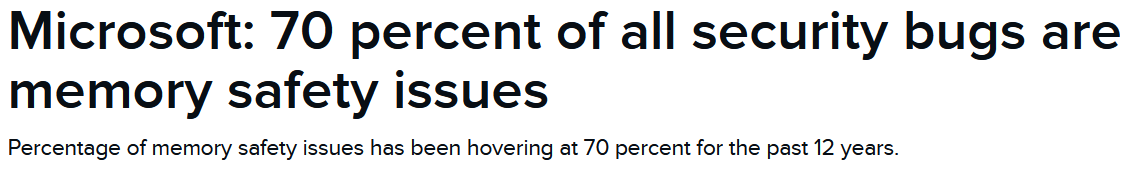 Microsoft: 70 percent of all security bugs are
memory safety issues
Percentage of memory safety issues has been hovering at 70 percent for the past 12 years.